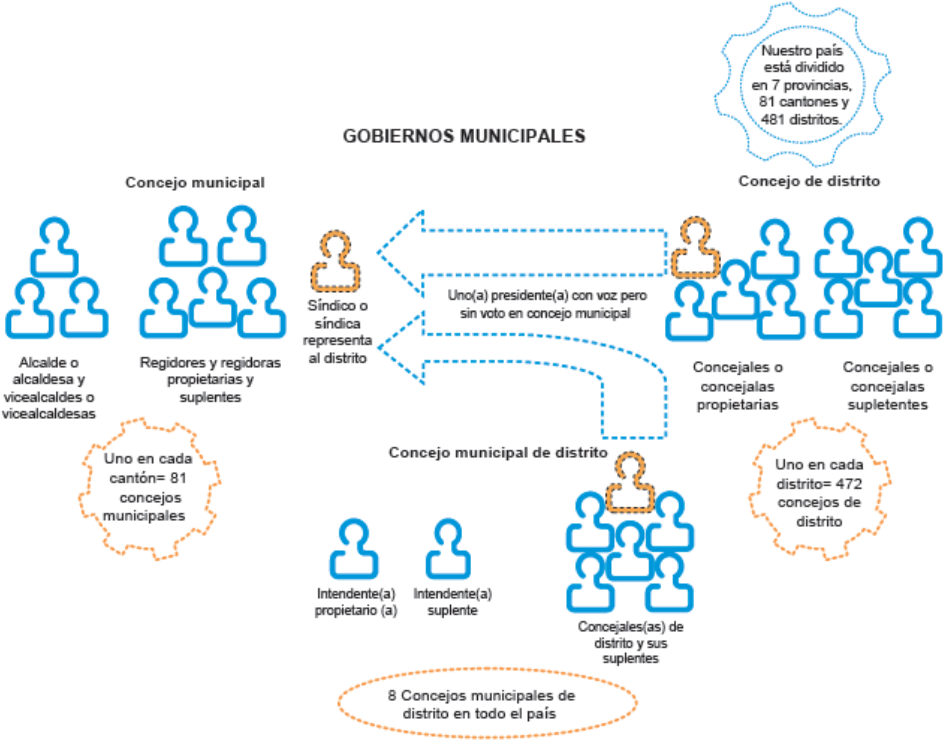 Nuestro país
está dividido
en 7 provincias,
81 cantones y
481 distritos.
GOBIERNOS MUNICIPALES
Concejo municipal
Concejo de distrito
Síndico o
síndica
representa
al distrito
Uno(a) presidente(a) con voz pero
sin voto en concejo municipal
Alcalde o
alcaldesa y
vicealcaldes o
vicealcaldesas
Regidores y regidoras
propietarias y
suplentes
Concejales o
concejalas
propietarias
Concejales o
concejalas
supletentes
Uno en cada
cantón= 81
concejos
municipales
Concejo municipal de distrito
Uno en cada
distrito= 472
concejos de
distrito
Intendente(a)
propietario (a)
Intendente(a)
suplente
Concejales(as) de
distrito y sus
suplentes
8 Concejos municipales de
distrito en todo el país